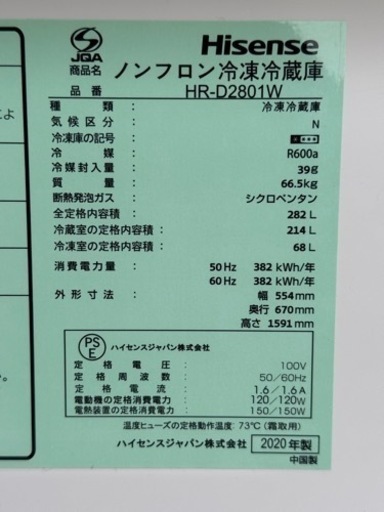 JQA
Hisense
商品名 ノンフロン冷凍冷蔵庫
品番 HR-D2801W
種類: 冷凍冷蔵庫
気候区分: N
冷凍庫の記号:
冷媒: R600a
冷媒封入量: 39g
質量: 66.5kg
断熱発泡ガス: シクロペンタン
全定格内容積: 282 L
冷蔵室の定格内容積: 214 L
冷凍室の定格内容積: 68 L
消費電力量: 50 Hz 382 kWh/年
60 Hz 382 kWh/年
外形寸法: 幅 554mm
奥行 670mm
高さ 1591mm
PS
E
ハイセンスジャパン株式会社
定格電圧: 100V
定格周波数: 50/60Hz
定格電流: 1.6/1.6A
電動機の定格消費電力: 120/120W
電熱装置の定格消費電力: 150/150W
温度ヒューズの定格動作温度: 73℃ (霜取用)
ハイセンスジャパン株式会社
2020年製
中国製
によ